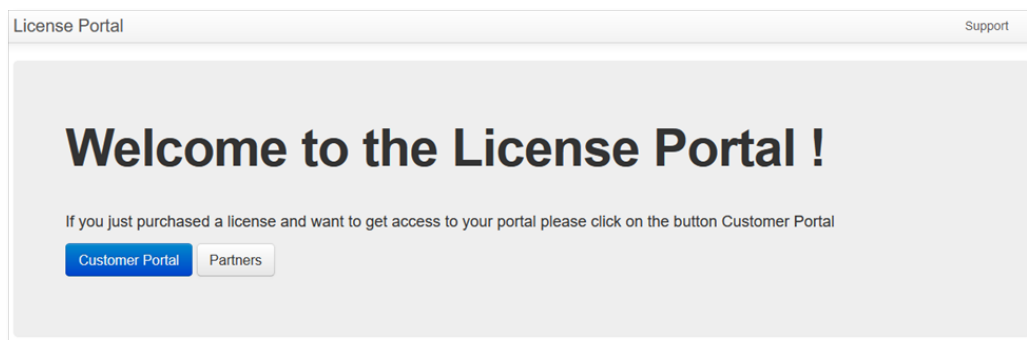 License Portal Support
Welcome to the License Portal !
If you just purchased a license and want to get access to your portal please click on the button Customer Portal
Customer Portal Partners